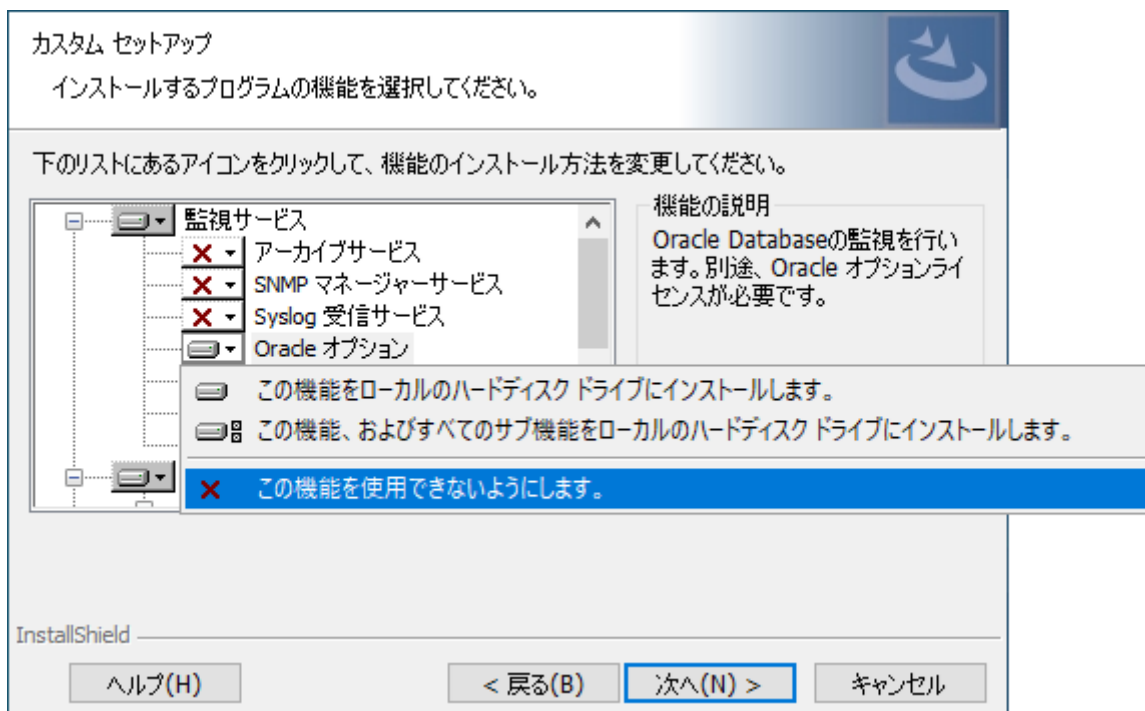 カスタム セットアップ
インストールするプログラムの機能を選択してください。
下のリストにあるアイコンをクリックして、機能のインストール方法を変更してください。
監視サービス
アーカイブサービス
SNMP マネージャーサービス
Syslog 受信サービス
Oracle オプション
機能の説明
Oracle Databaseの監視を行い
ます。別途、Oracle オプションライ
センスが必要です。
この機能をローカルのハードディスク ドライブにインストールします。
この機能、およびすべてのサブ機能をローカルのハードディスク ドライブにインストールします。
この機能を使用できないようにします。
InstallShield
ヘルプ(H)
< 戻る(B)
次へ(N) >
キャンセル